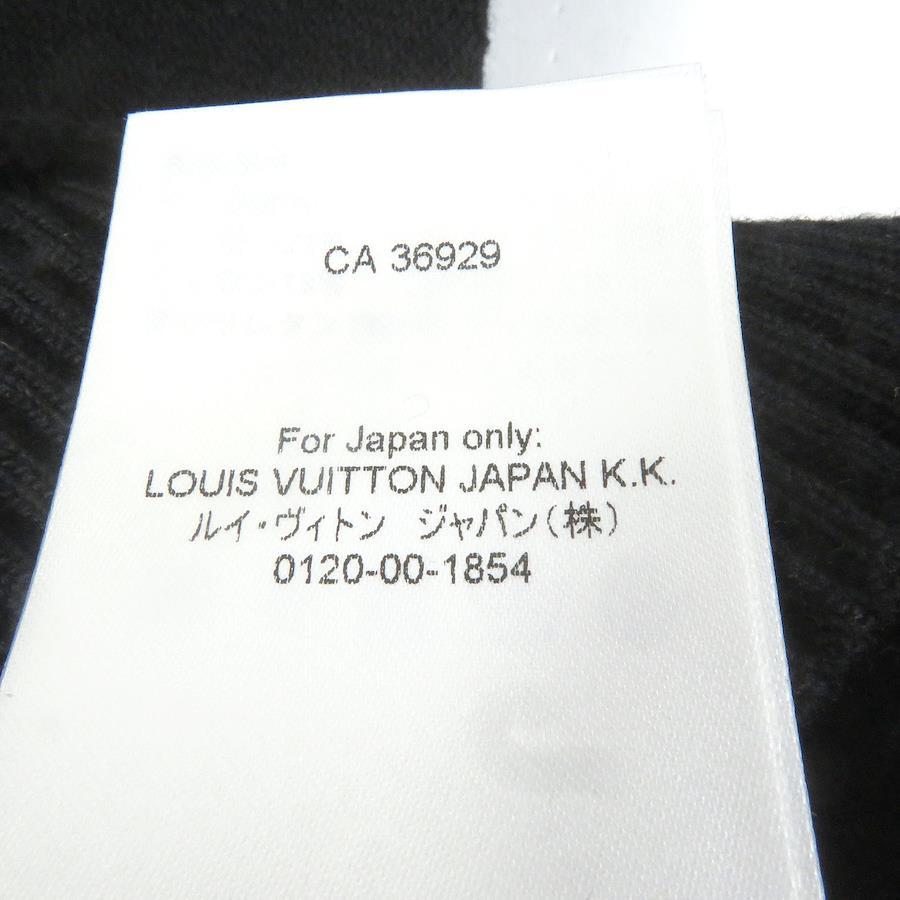 CA 36929
For Japan only:
LOUIS VUITTON JAPAN K.K.
ルイ・ヴィトン　ジャパン(株)
0120-00-1854